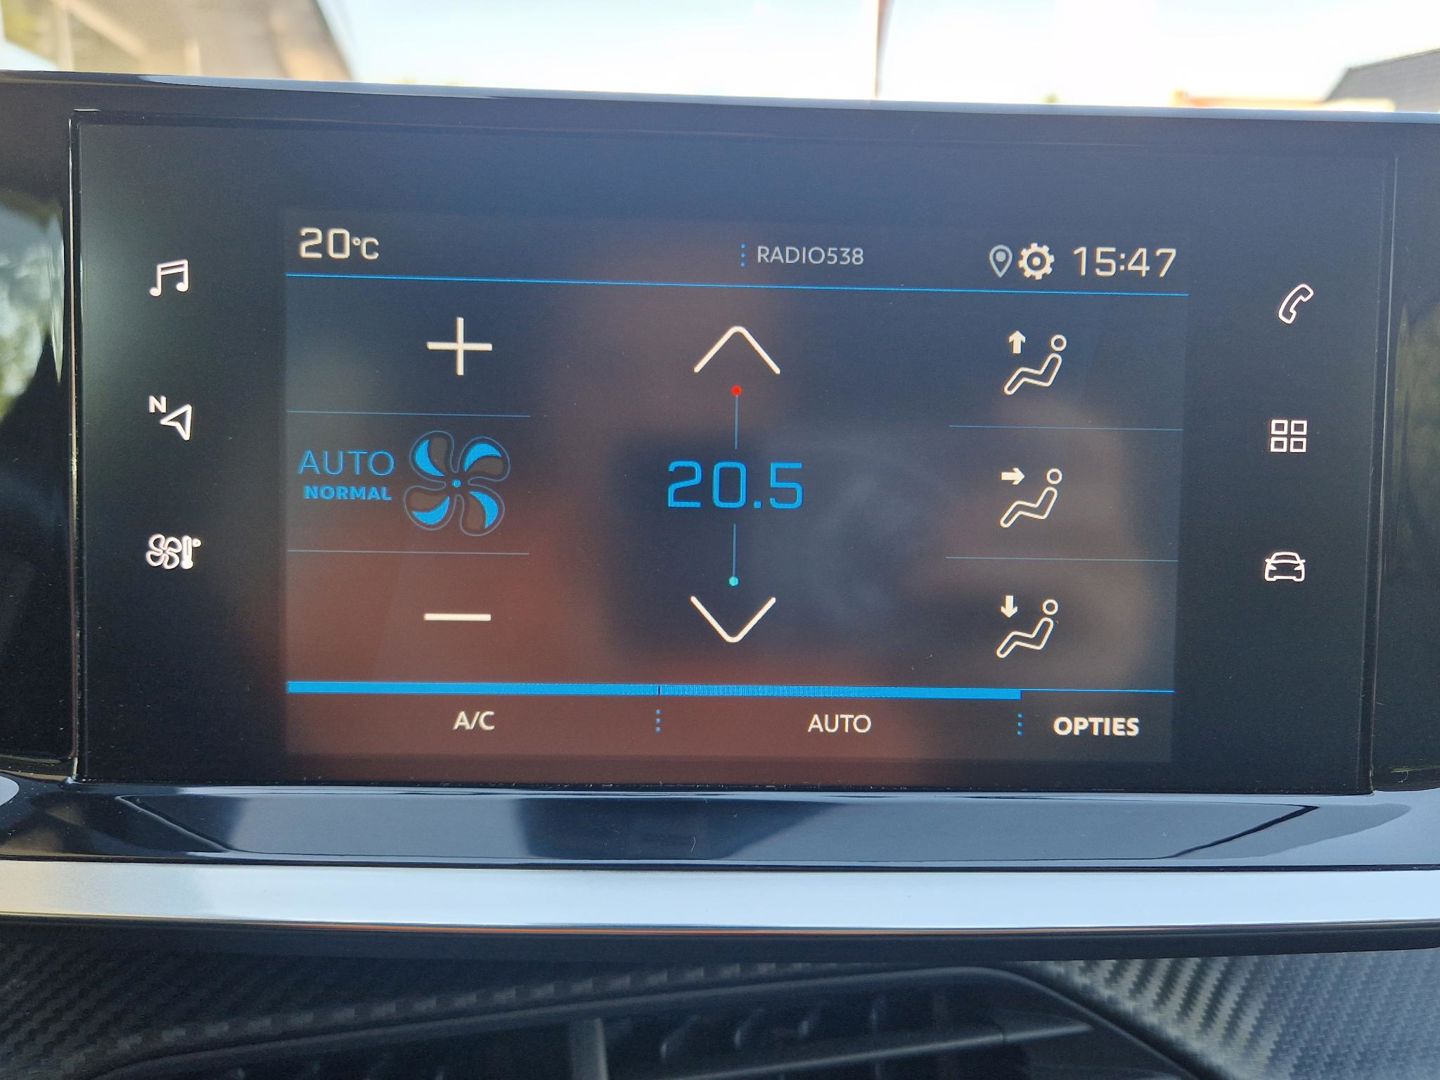 20°C
RADIO538
15:47
N
AUTO
NORMAL
20.5
A/C
AUTO
OPTIES